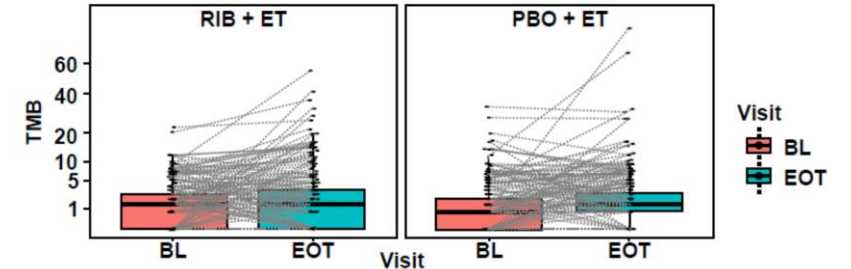 RIB + ET
PBO + ET
TMB
60
40
20
10
5
1
BL
EOT
BL
EOT
Visit
Visit
BL
EOT